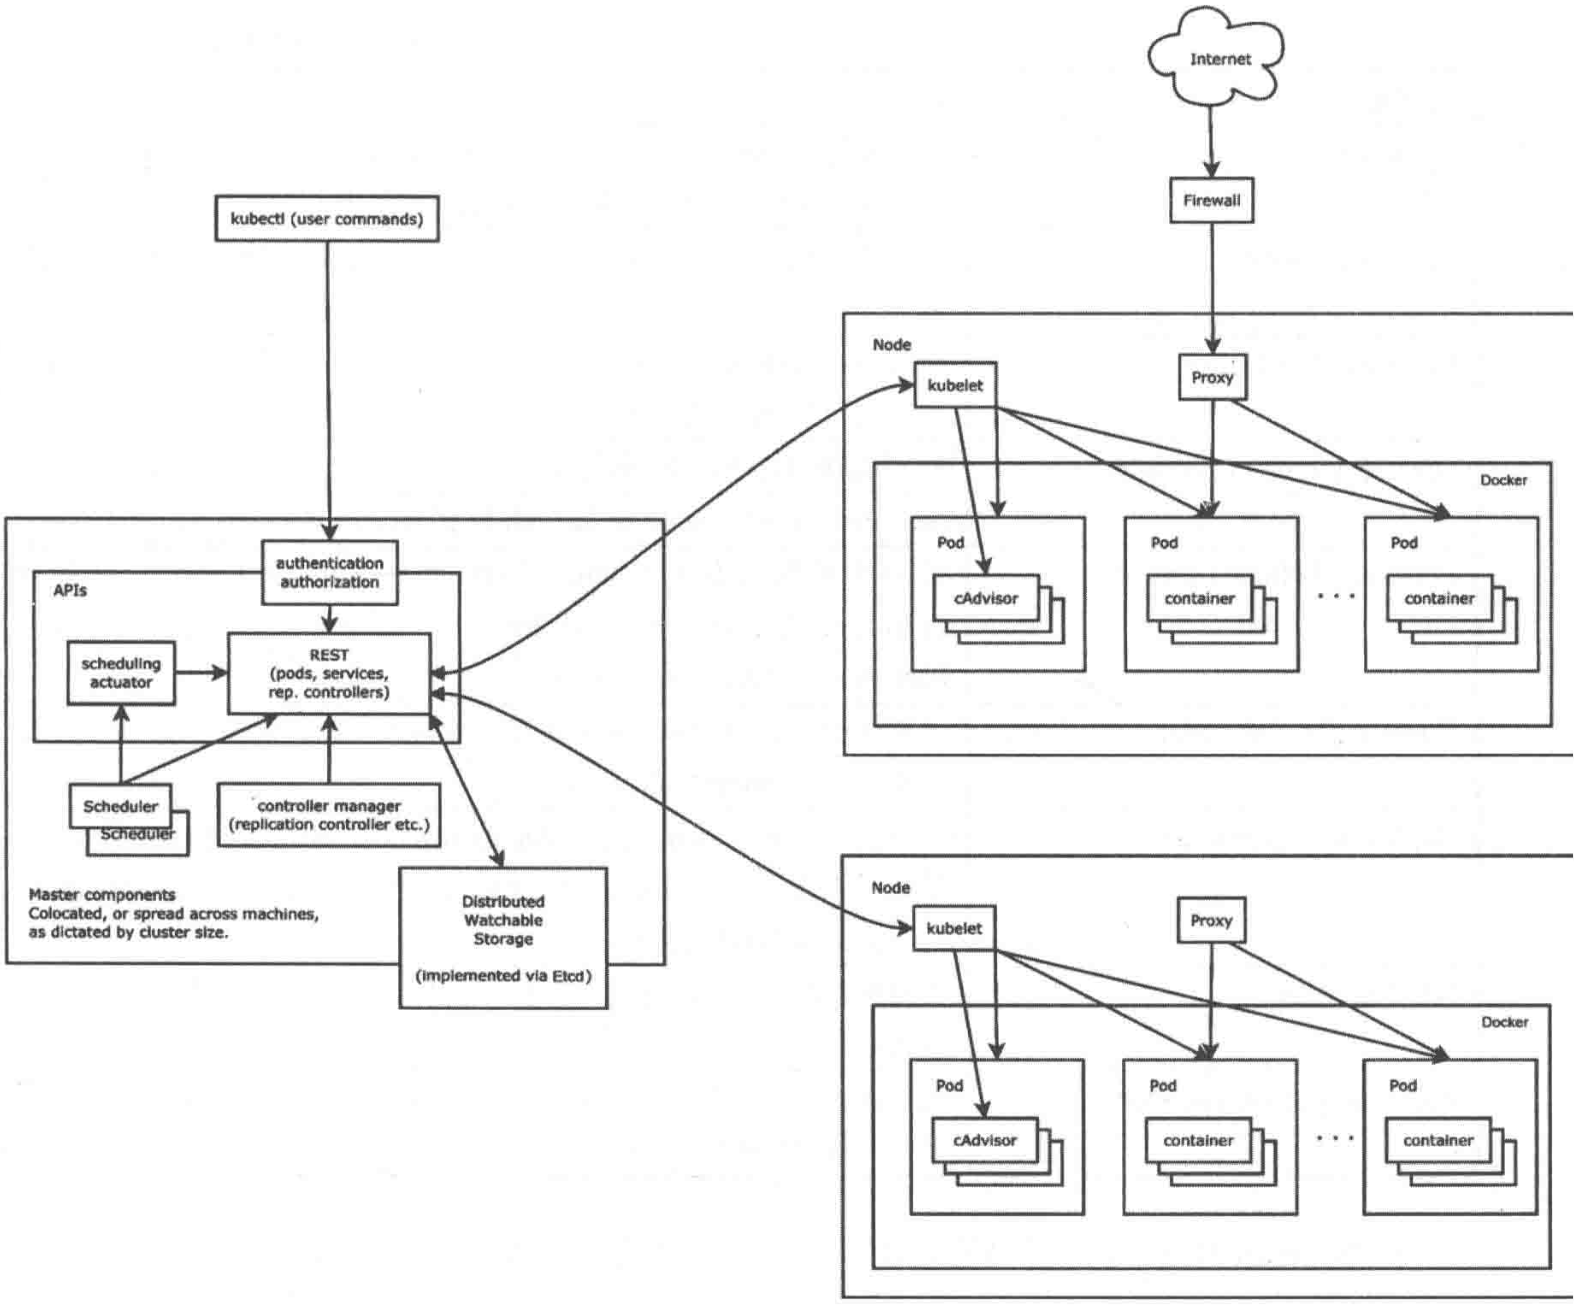 Internet
Firewall
kubectl (user commands)
Node
kubelet
Proxy
Docker
Pod
cAdvisor
Pod
container
. . .
Pod
container
authentication
authorization
APIs
REST
(pods, services,
rep. controllers)
scheduling
actuator
Scheduler
Scheduler
controller manager
(replication controller etc.)
Master components
Colocated, or spread across machines,
as dictated by cluster size.
Distributed
Watchable
Storage
(implemented via Etcd)
Node
kubelet
Proxy
Docker
Pod
cAdvisor
Pod
container
. . .
Pod
container